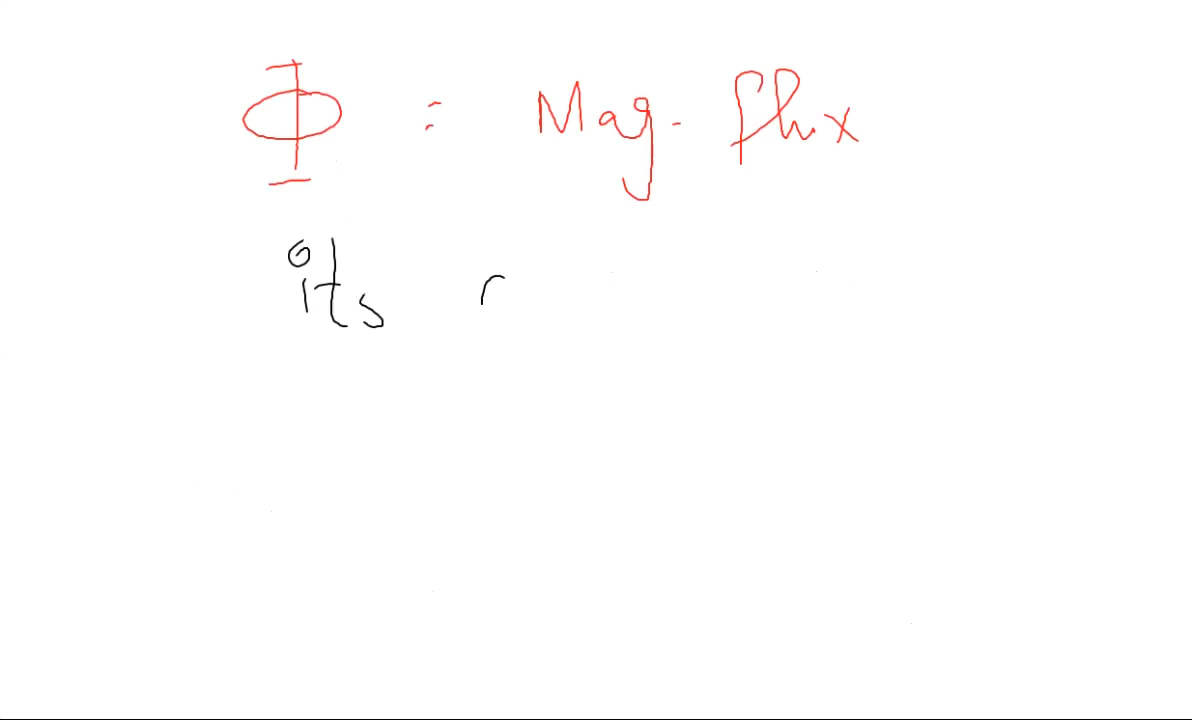 Φ : Mag. flux
its r